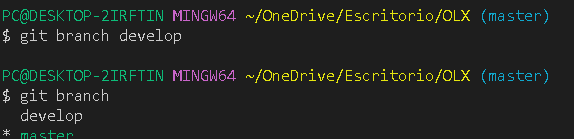 PC@DESKTOP-2IRFTIN MINGW64 ~/OneDrive/Escritorio/OLX (master)
$ git branch develop
PC@DESKTOP-2IRFTIN MINGW64 ~/OneDrive/Escritorio/OLX (master)
$ git branch
  develop
* master